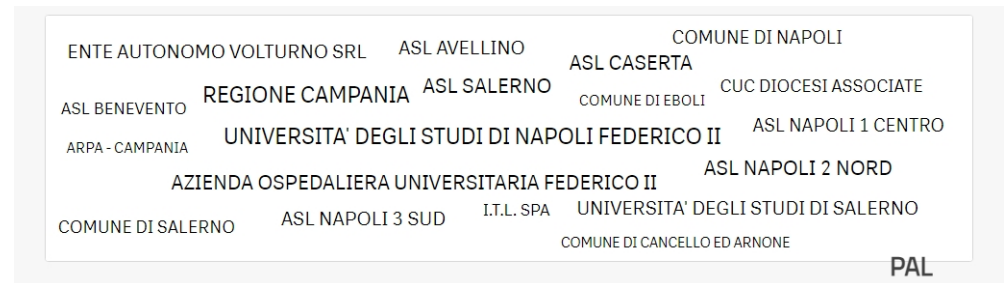 COMUNE DI NAPOLI
ENTE AUTONOMO VOLTURNO SRL
ASL AVELLINO
ASL CASERTA
REGIONE CAMPANIA
ASL SALERNO
CUC DIOCESI ASSOCIATE
ASL BENEVENTO
COMUNE DI EBOLI
UNIVERSITA' DEGLI STUDI DI NAPOLI FEDERICO II
ASL NAPOLI 1 CENTRO
ARPA - CAMPANIA
ASL NAPOLI 2 NORD
AZIENDA OSPEDALIERA UNIVERSITARIA FEDERICO II
I.T.L. SPA
UNIVERSITA' DEGLI STUDI DI SALERNO
COMUNE DI SALERNO
ASL NAPOLI 3 SUD
COMUNE DI CANCELLO ED ARNONE
PAL